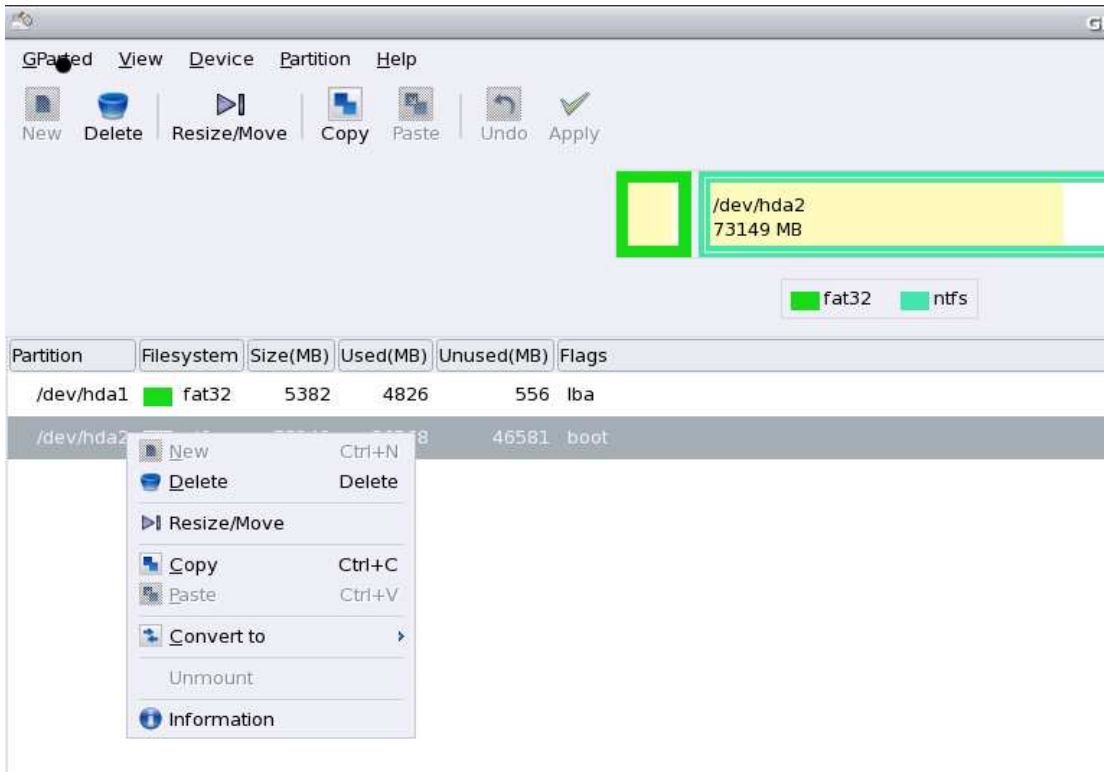 GParted View Device Partition Help
New Delete Resize/Move Copy Paste Undo Apply
/dev/hda2
73149 MB
fat32 ntfs
Partition Filesystem Size(MB) Used(MB) Unused(MB) Flags
/dev/hda1 fat32 5382 4826 556 lba
/dev/hda2 46581 boot
New Ctrl+N
Delete Delete
Resize/Move
Copy Ctrl+C
Paste Ctrl+V
Convert to
Unmount
Information